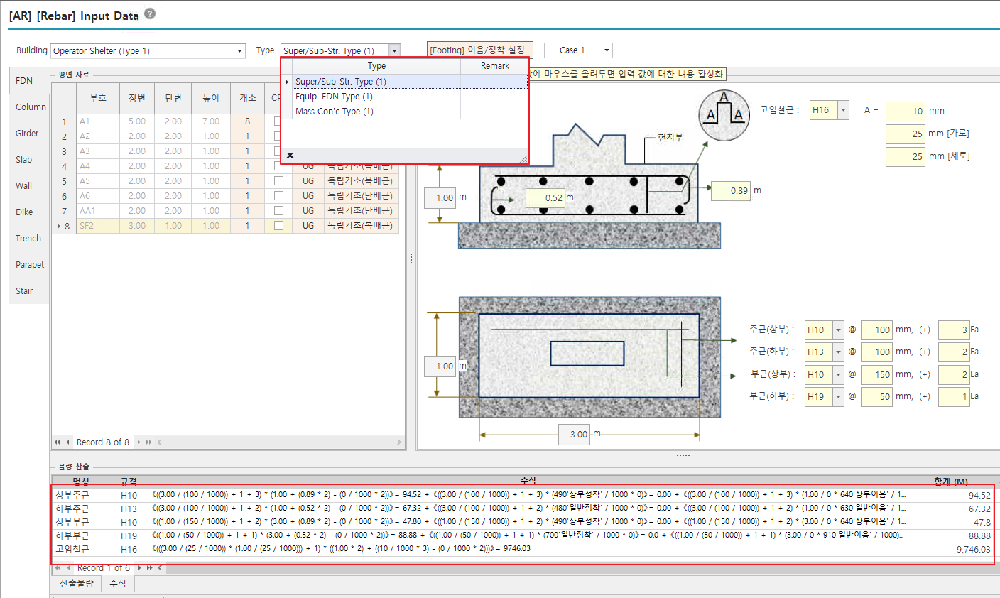 [AR] [Rebar] Input Data ?
Building Operator Shelter (Type 1) Type Super/Sub-Str. Type (1) [Footing] 이음/정착 설정 Case 1
Type Remark
Super/Sub-Str. Type (1)
Equip. FDN Type (1)
Mass Con'c Type (1)
FDN
Column
Girder
Slab
Wall
Dike
Trench
Parapet
Stair
평면 자료
부호 장변 단변 높이 개소
1 A1 5.00 2.00 7.00 8
2 A2 2.00 2.00 1.00 1
3 A3 2.00 2.00 1.00 1
4 A4 2.00 2.00 1.00 1 UG 독립기초(복배근)
5 A5 2.00 2.00 1.00 1 UG 독립기초(복배근)
6 A6 2.00 2.00 1.00 1 UG 독립기초(단배근)
7 AA1 2.00 2.00 1.00 1 UG 독립기초(단배근)
8 SF2 3.00 1.00 1.00 1 UG 독립기초(복배근)
Record 8 of 8
마우스를 올려두면 입력 값에 대한 내용 활성화.
A
A A
고임철근 : H16 A = 10 mm
25 mm [가로]
25 mm [세로]
헌치부
1.00 m
0.52 m
0.89 m
1.00 m
3.00 m
주근(상부) : H10 @ 100 mm, (+) 3 Ea
주근(하부) : H13 @ 100 mm, (+) 2 Ea
부근(상부) : H10 @ 150 mm, (+) 2 Ea
부근(하부) : H19 @ 50 mm, (+) 1 Ea
물량 산출
명칭 규격 수식 합계 (M)
상부주근 H10 《((3.00 / (100 / 1000)) + 1 + 3) * (1.00 + (0.89 * 2) - (0 / 1000 * 2))》= 94.52 + 《((3.00 / (100 / 1000)) + 1 + 3) * (490'상부정착' / 1000 * 0)》= 0.00 + 《((3.00 / (100 / 1000)) + 1 + 3) * (1.00 / 0 * 640'상부이음' / 1... 94.52
하부주근 H13 《((3.00 / (100 / 1000)) + 1 + 2) * (1.00 + (0.52 * 2) - (0 / 1000 * 2))》= 67.32 + 《((3.00 / (100 / 1000)) + 1 + 2) * (480'일반정착' / 1000 * 0)》= 0.00 + 《((3.00 / (100 / 1000)) + 1 + 2) * (1.00 / 0 * 630'일반이음' / 1... 67.32
상부부근 H10 《((1.00 / (150 / 1000)) + 1 + 2) * (3.00 + (0.89 * 2) - (0 / 1000 * 2))》= 47.80 + 《((1.00 / (150 / 1000)) + 1 + 2) * (490'상부정착' / 1000 * 0)》= 0.00 + 《((1.00 / (150 / 1000)) + 1 + 2) * (3.00 / 0 * 640'상부이음' / 1... 47.8
하부부근 H19 《((1.00 / (50 / 1000)) + 1 + 1) * (3.00 + (0.52 * 2) - (0 / 1000 * 2))》= 88.88 + 《((1.00 / (50 / 1000)) + 1 + 1) * (700'일반정착' / 1000 * 0)》= 0.0 + 《((1.00 / (50 / 1000)) + 1 + 1) * (3.00 / 0 * 910'일반이음' / 1000)... 88.88
고임철근 H16 《(((3.00 / (25 / 1000)) * (1.00 / (25 / 1000))) + 1) * ((1.00 * 2) + ((10 / 1000 * 3) - (0 / 1000 * 2)))》= 9746.03 9,746.03
Record 1 of 6
산출물량 수식